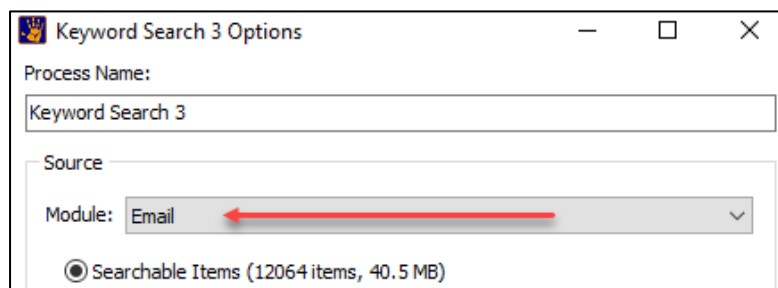 Keyword Search 3 Options
Process Name:
Keyword Search 3
Source
Module: Email
Searchable Items (12064 items, 40.5 MB)